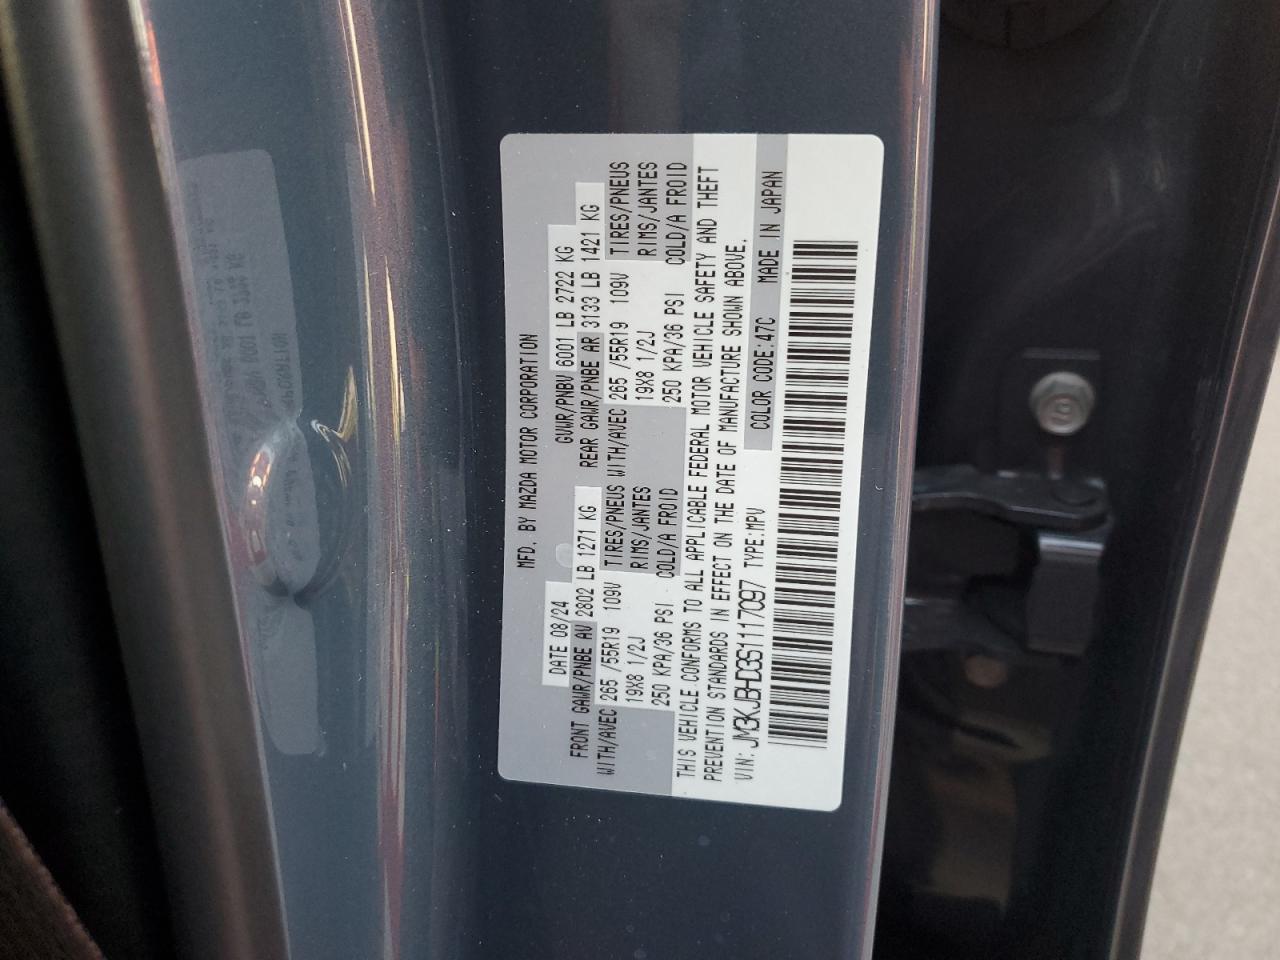 MFD. BY MAZDA MOTOR CORPORATION
DATE 08/24 GVWR/PNBV 6001 LB 2722 KG
FRONT GAWR/PNBE AV 2802 LB 1271 KG REAR GAWR/PNBE AR 3133 LB 1421 KG
WITH/AVEC 265 /55R19 109V TIRES/PNEUS WITH/AVEC 265 /55R19 109V TIRES/PNEUS
19X8 1/2J RIMS/JANTES 19X8 1/2J RIMS/JANTES
250 KPA/36 PSI COLD/A FROID 250 KPA/36 PSI COLD/A FROID
THIS VEHICLE CONFORMS TO ALL APPLICABLE FEDERAL MOTOR VEHICLE SAFETY AND THEFT
PREVENTION STANDARDS IN EFFECT ON THE DATE OF MANUFACTURE SHOWN ABOVE.
VIN: JM3KJBHD3S1117097 TYPE:MPV COLOR CODE:47C MADE IN JAPAN